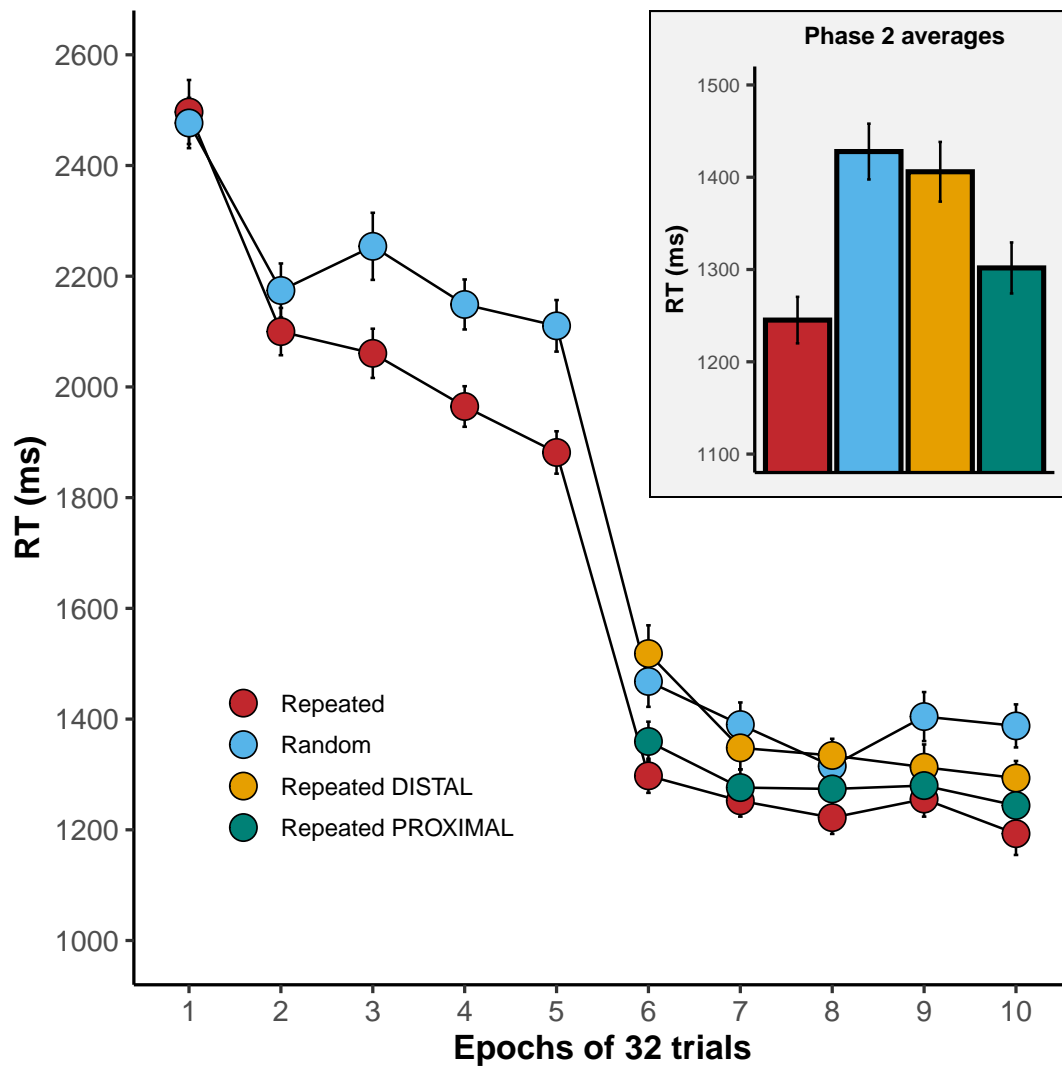 Phase 2 averages
RT (ms)
1500
1400
1300
1200
1100
RT (ms)
2600
2400
2200
2000
1800
1600
1400
1200
1000
Repeated
Random
Repeated DISTAL
Repeated PROXIMAL
1 2 3 4 5 6 7 8 9 10
Epochs of 32 trials